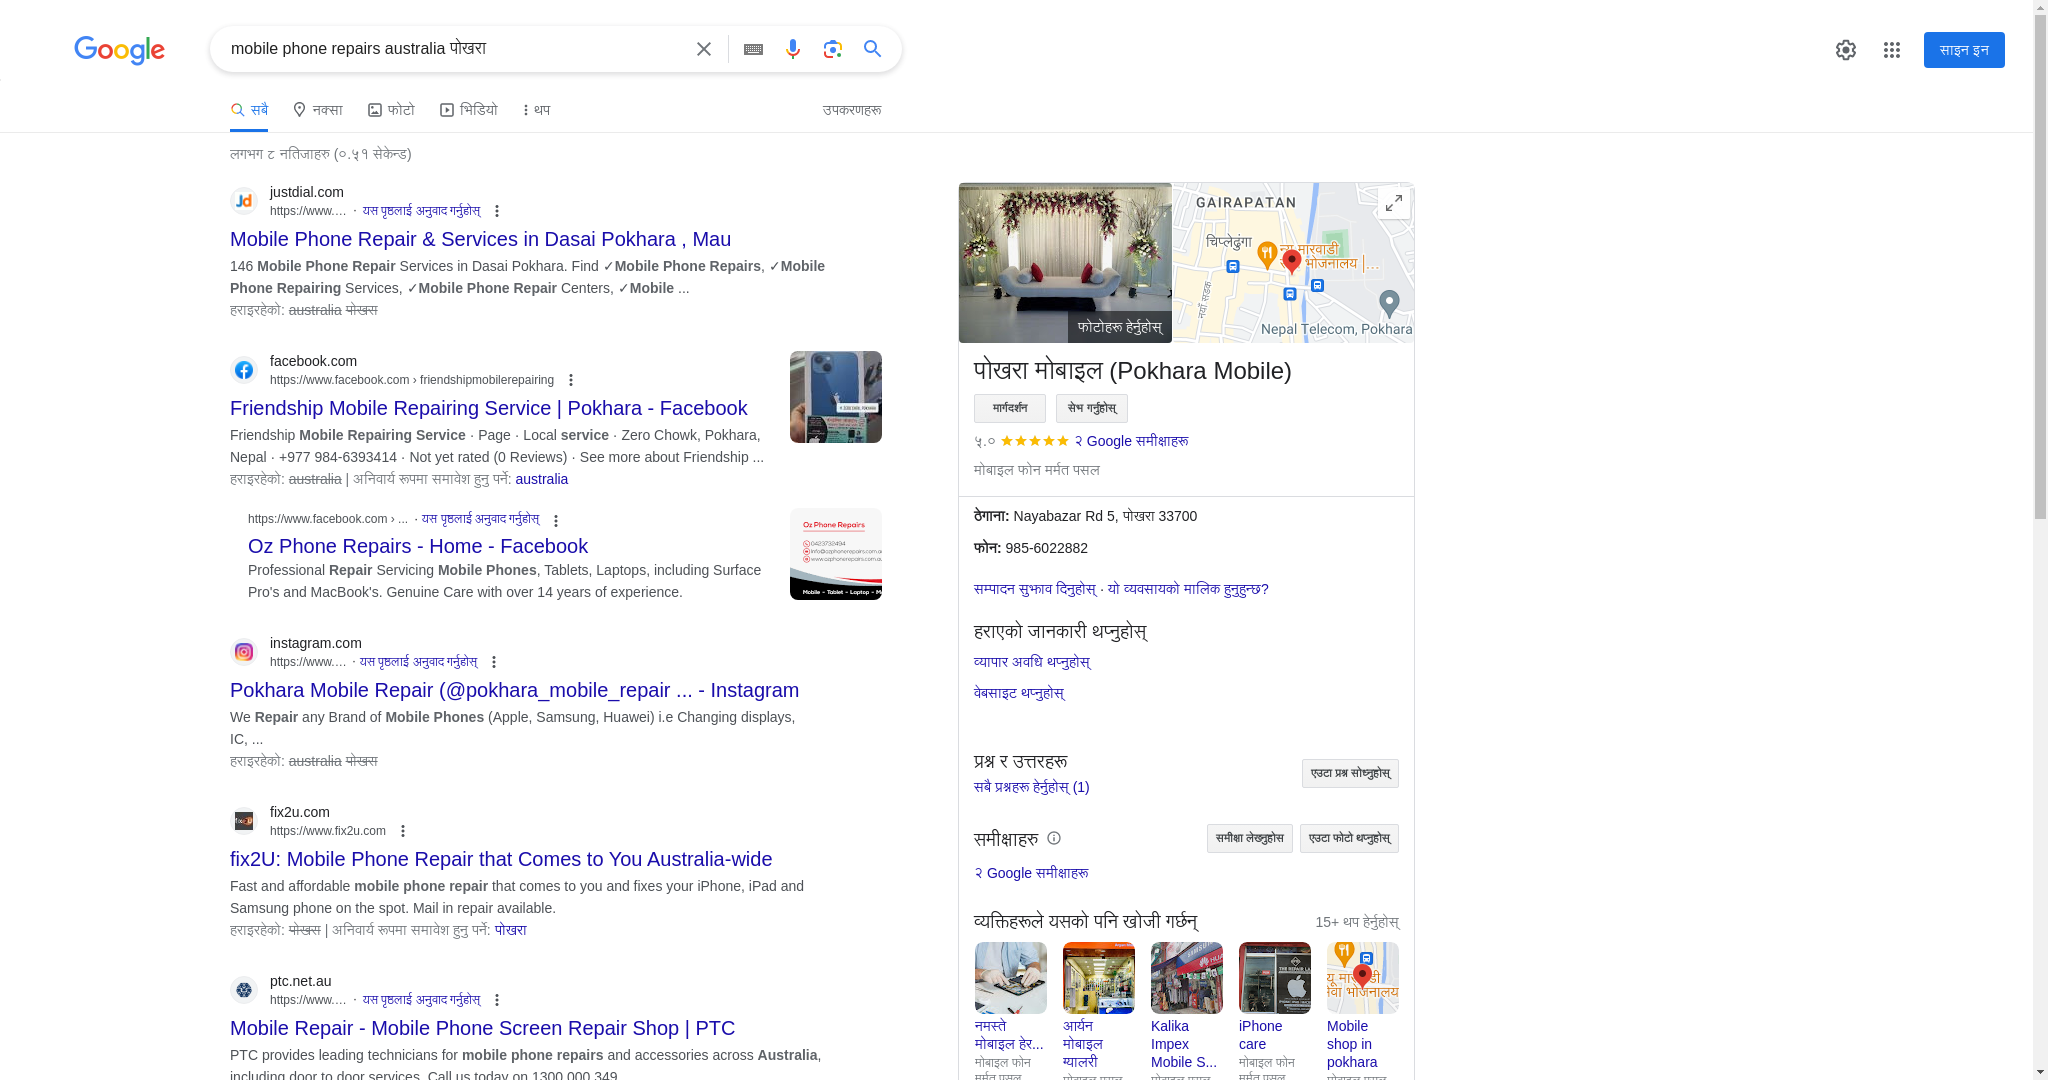 Google
mobile phone repairs australia पोखरा
साइन इन
सबै
नक्सा
फोटो
भिडियो
थप
उपकरणहरू
लगभग ८ नतिजाहरु (०.५१ सेकेन्ड)
justdial.com
https://www.… · यस पृष्ठलाई अनुवाद गर्नुहोस्
Mobile Phone Repair & Services in Dasai Pokhara , Mau
146 Mobile Phone Repair Services in Dasai Pokhara. Find ✓Mobile Phone Repairs, ✓Mobile
Phone Repairing Services, ✓Mobile Phone Repair Centers, ✓Mobile ...
हराइरहेको: australia पोखरा
facebook.com
https://www.facebook.com › friendshipmobilerepairing
Friendship Mobile Repairing Service | Pokhara - Facebook
Friendship Mobile Repairing Service · Page · Local service · Zero Chowk, Pokhara,
Nepal · +977 984-6393414 · Not yet rated (0 Reviews) · See more about Friendship ...
हराइरहेको: australia | अनिवार्य रूपमा समावेश हुनु पर्ने: australia
https://www.facebook.com › ... · यस पृष्ठलाई अनुवाद गर्नुहोस्
Oz Phone Repairs - Home - Facebook
Professional Repair Servicing Mobile Phones, Tablets, Laptops, including Surface
Pro's and MacBook's. Genuine Care with over 14 years of experience.
Oz Phone Repairs
0423732494
info@ozphonerepairs.com.au
www.ozphonerepairs.com.au
Mobile - Tablet - Laptop - M
instagram.com
https://www.… · यस पृष्ठलाई अनुवाद गर्नुहोस्
Pokhara Mobile Repair (@pokhara_mobile_repair ... - Instagram
We Repair any Brand of Mobile Phones (Apple, Samsung, Huawei) i.e Changing displays,
IC, ...
हराइरहेको: australia पोखरा
fix2u.com
https://www.fix2u.com
fix2U: Mobile Phone Repair that Comes to You Australia-wide
Fast and affordable mobile phone repair that comes to you and fixes your iPhone, iPad and
Samsung phone on the spot. Mail in repair available.
हराइरहेको: पोखरा | अनिवार्य रूपमा समावेश हुनु पर्ने: पोखरा
ptc.net.au
https://www.… · यस पृष्ठलाई अनुवाद गर्नुहोस्
Mobile Repair - Mobile Phone Screen Repair Shop | PTC
PTC provides leading technicians for mobile phone repairs and accessories across Australia,
including door to door services. Call us today on 1300 000 349
फोटोहरू हेर्नुहोस्
GAIRAPATAN
चिप्लेढुंगा
न्यु मारवाडी
भोजनालय |...
नयाँ सडक
Nepal Telecom, Pokhara
पोखरा मोबाइल (Pokhara Mobile)
मार्गदर्शन
सेभ गर्नुहोस्
५.० ★★★★★ २ Google समीक्षाहरू
मोबाइल फोन मर्मत पसल
ठेगाना: Nayabazar Rd 5, पोखरा 33700
फोन: 985-6022882
सम्पादन सुझाव दिनुहोस् · यो व्यवसायको मालिक हुनुहुन्छ?
हराएको जानकारी थप्नुहोस्
व्यापार अवधि थप्नुहोस्
वेबसाइट थप्नुहोस्
प्रश्न र उत्तरहरू
एउटा प्रश्न सोध्नुहोस्
सबै प्रश्नहरू हेर्नुहोस् (1)
समीक्षाहरु
समीक्षा लेख्नुहोस
एउटा फोटो थप्नुहोस्
२ Google समीक्षाहरू
व्यक्तिहरूले यसको पनि खोजी गर्छन्
15+ थप हेर्नुहोस्
नमस्ते
मोबाइल हेर...
मोबाइल फोन
मर्मत पसल
आर्यन
मोबाइल
ग्यालरी
मोबाइल पसल
Kalika
Impex
Mobile S...
मोबाइल पसल
iPhone
care
मोबाइल फोन
मर्मत पसल
Mobile
shop in
pokhara
मोबाइल पसल